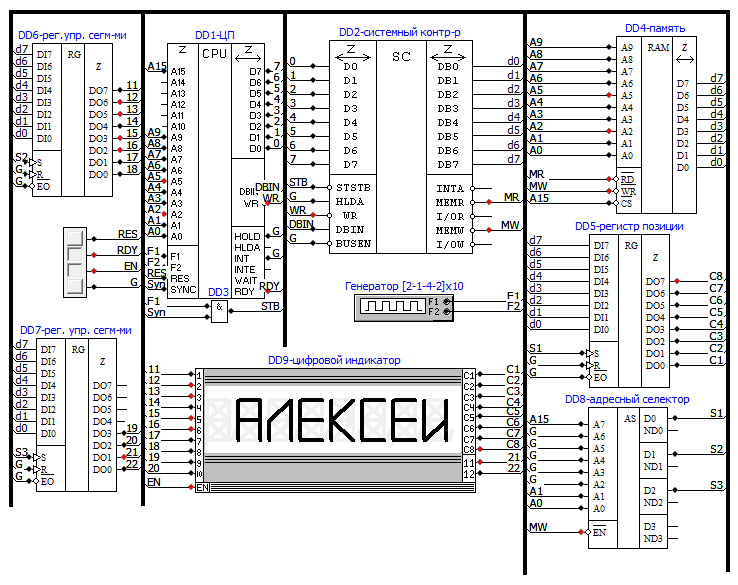 DD6-рег.упр. сегм-ми
d7
d6
d5
d4
d3
d2
d1
d0
S2
G
G
DI7
DI6
DI5
DI4
DI3
DI2
DI1
DI0
S
R
EO
RG
Z
DO7
DO6
DO5
DO4
DO3
DO2
DO1
DO0
11
12
13
14
15
16
17
18
DD1-ЦП
A15
A9
A8
A7
A6
A5
A4
A3
A2
A1
A0
F1
F2
RES
Syn
Z
CPU
A15
A14
A13
A12
A11
A10
A9
A8
A7
A6
A5
A4
A3
A2
A1
A0
F1
F2
RES
SYNC
D7
D6
D5
D4
D3
D2
D1
D0
DBIN
WR
HOLD
HLDA
INT
INTE
WAIT
RDY
7
6
5
4
3
2
1
0
DBIN
WR
G
G
RDY
RES
RDY
EN
G
DD3
F1
Syn
&
STB
DD2-системный контр-р
0
1
2
3
4
5
6
7
STB
G
WR
DBIN
G
Z
SC
D0
D1
D2
D3
D4
D5
D6
D7
STSTB
HLDA
WR
DBIN
BUSEN
Z
DB0
DB1
DB2
DB3
DB4
DB5
DB6
DB7
INTA
MEMR
I/OR
MEMW
I/OW
d0
d1
d2
d3
d4
d5
d6
d7
MR
MW
Генератор [2-1-4-2]x10
F1
F2
F1
F2
DD4-память
A9
A8
A7
A6
A5
A4
A3
A2
A1
A0
MR
MW
A15
A9
A8
A7
A6
A5
A4
A3
A2
A1
A0
RD
WR
CS
RAM
Z
D7
D6
D5
D4
D3
D2
D1
D0
d7
d6
d5
d4
d3
d2
d1
d0
DD5-регистр позиции
d7
d6
d5
d4
d3
d2
d1
d0
S1
G
G
DI7
DI6
DI5
DI4
DI3
DI2
DI1
DI0
S
R
EO
RG
Z
DO7
DO6
DO5
DO4
DO3
DO2
DO1
DO0
C8
C7
C6
C5
C4
C3
C2
C1
DD7-рег. упр. сегм-ми
d7
d6
d5
d4
d3
d2
d1
d0
S3
G
G
DI7
DI6
DI5
DI4
DI3
DI2
DI1
DI0
S
R
EO
RG
Z
DO7
DO6
DO5
DO4
DO3
DO2
DO1
DO0
19
20
21
22
DD9-цифровой индикатор
11
12
13
14
15
16
17
18
19
20
EN
1
2
3
4
5
6
7
8
9
10
EN
АЛЕКСЕИ
C1
C2
C3
C4
C5
C6
C7
C8
11
12
C1
C2
C3
C4
C5
C6
C7
C8
21
22
DD8-адресный селектор
A15
G
G
G
G
G
A1
A0
MW
A7
A6
A5
A4
A3
A2
A1
A0
EN
AS
D0
ND0
D1
ND1
D2
ND2
D3
ND3
S1
S2
S3